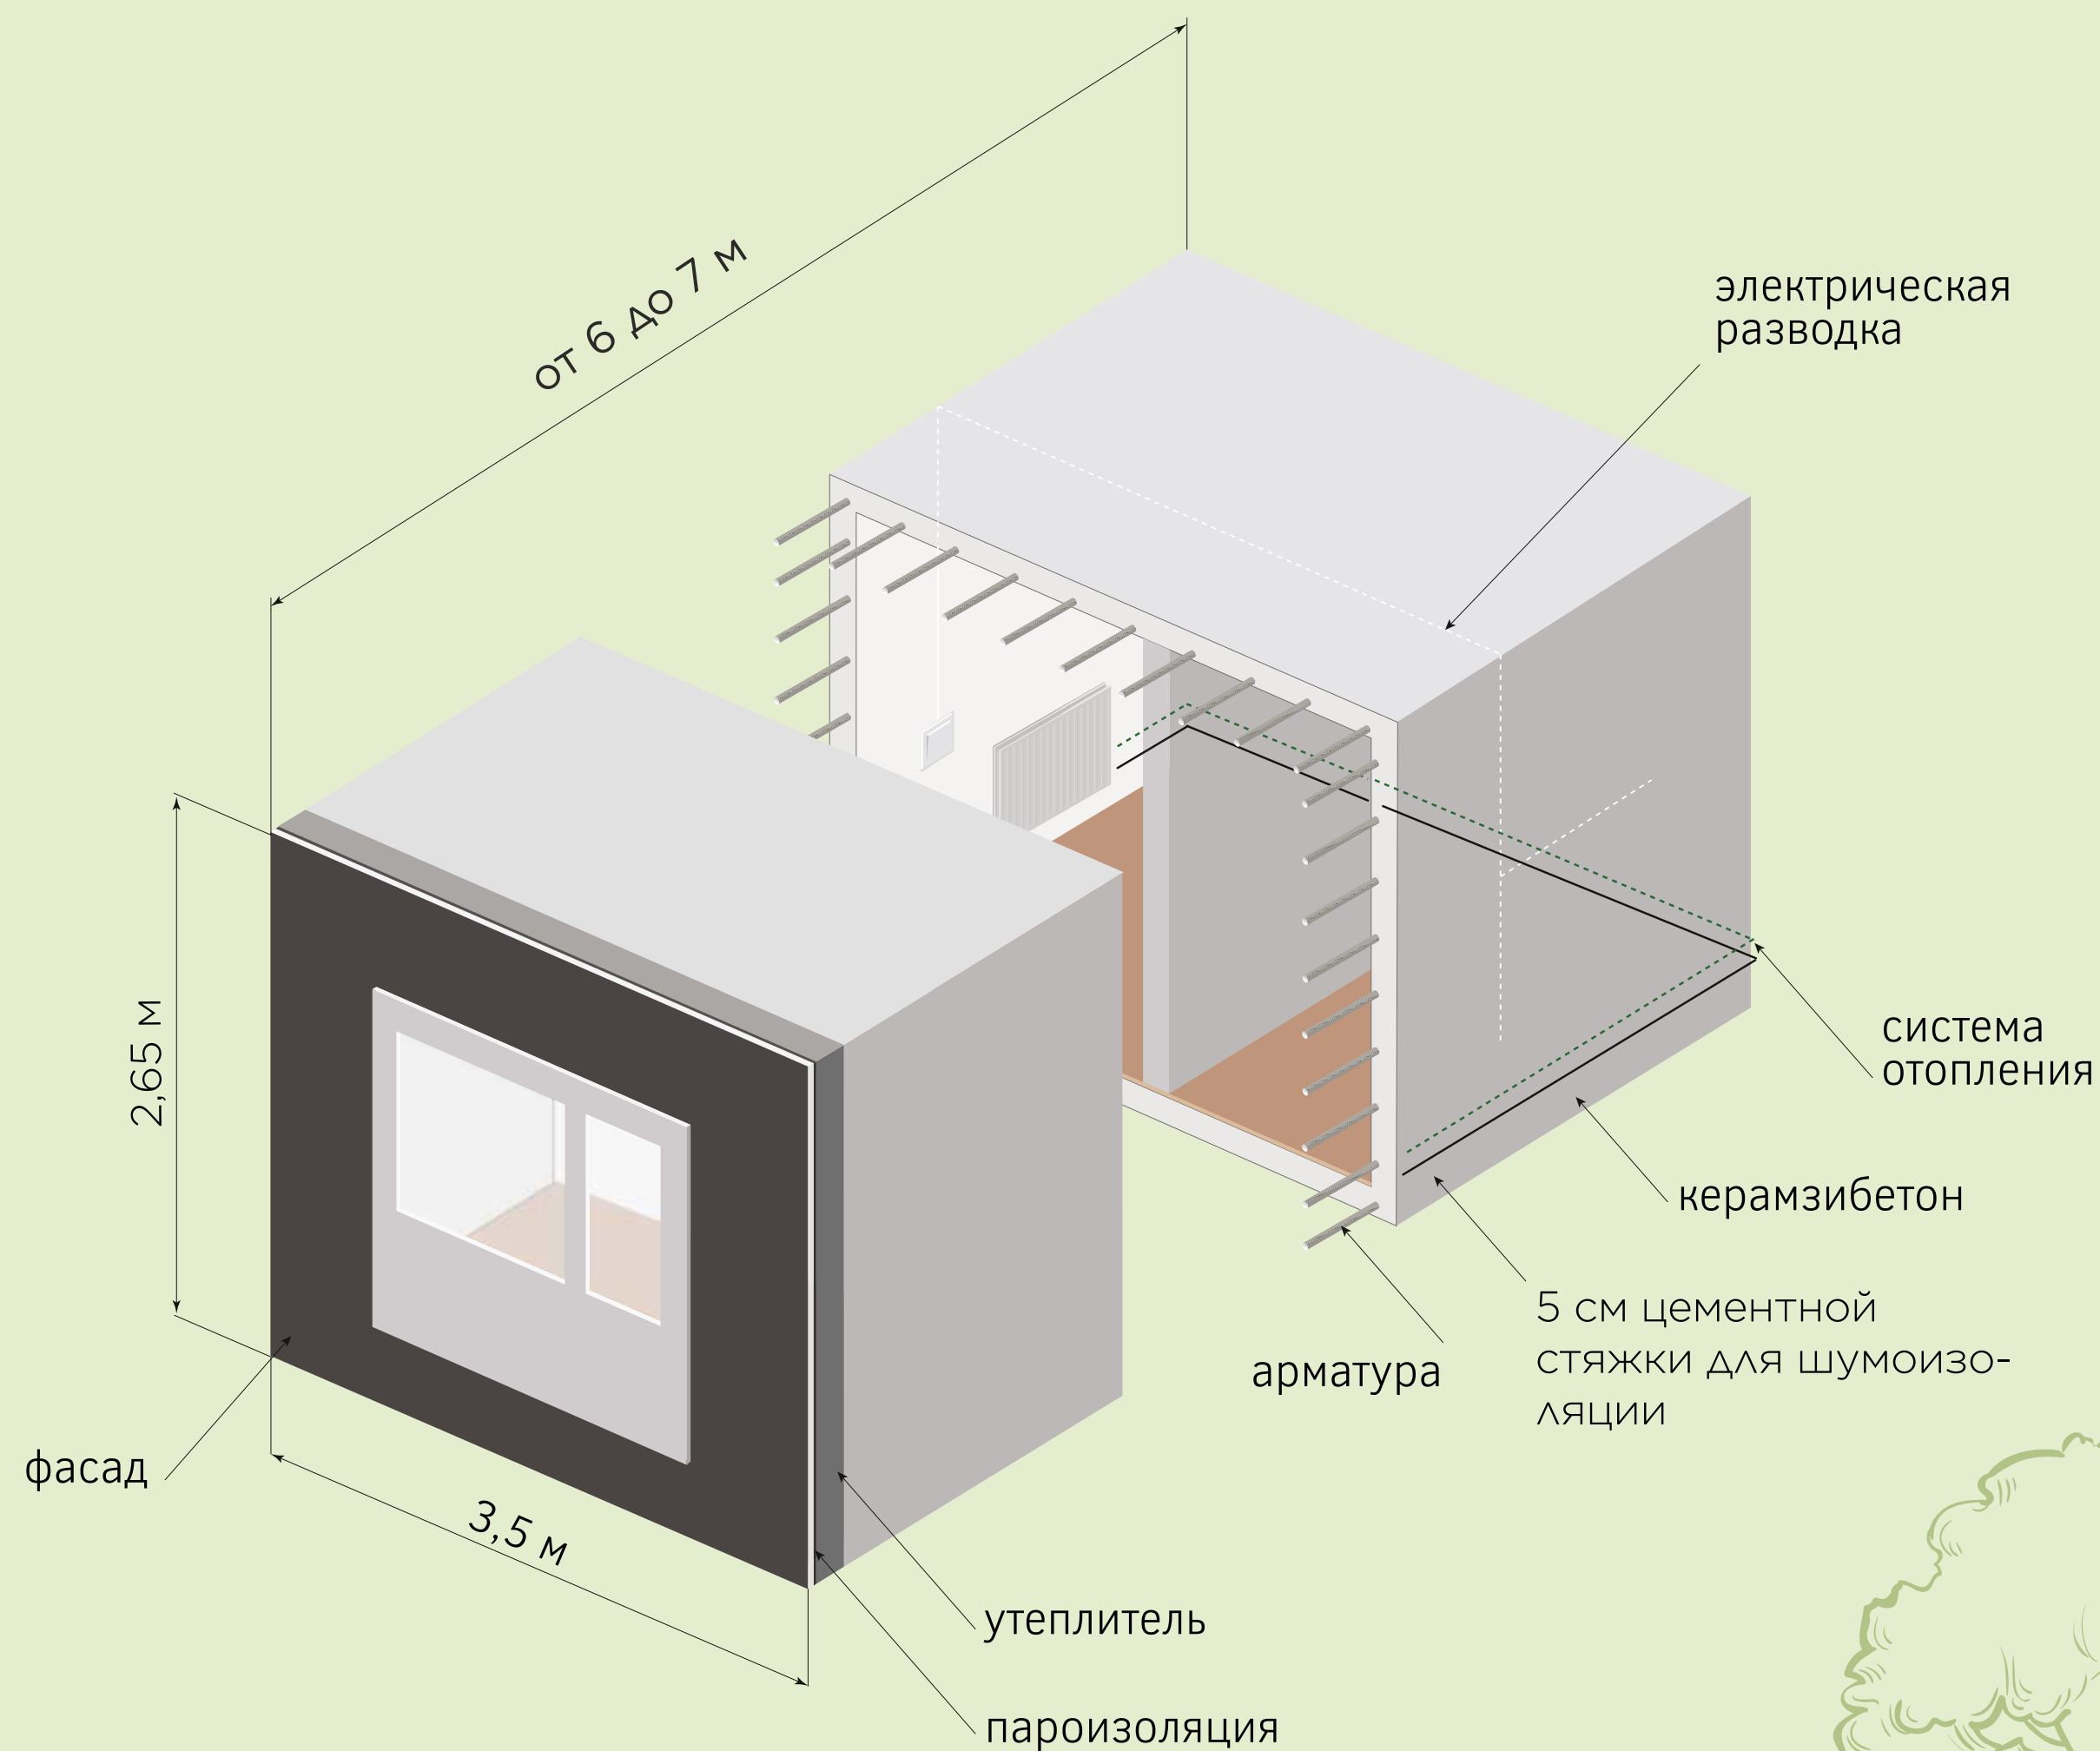 от 6 до 7 м
электрическая
разводка
2,65 м
система
отопления
керамзибетон
5 см цементной
стяжки для шумоизо-
ляции
арматура
фасад
3,5 м
утеплитель
пароизоляция